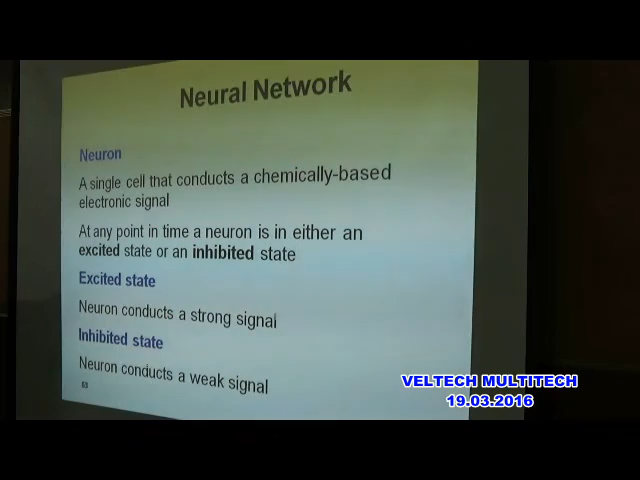 Neural Network
Neuron
A single cell that conducts a chemically-based
electronic signal
At any point in time a neuron is in either an
excited state or an inhibited state
Excited state
Neuron conducts a strong signal
Inhibited state
Neuron conducts a weak signal
VELTECH MULTITECH
19.03.2016